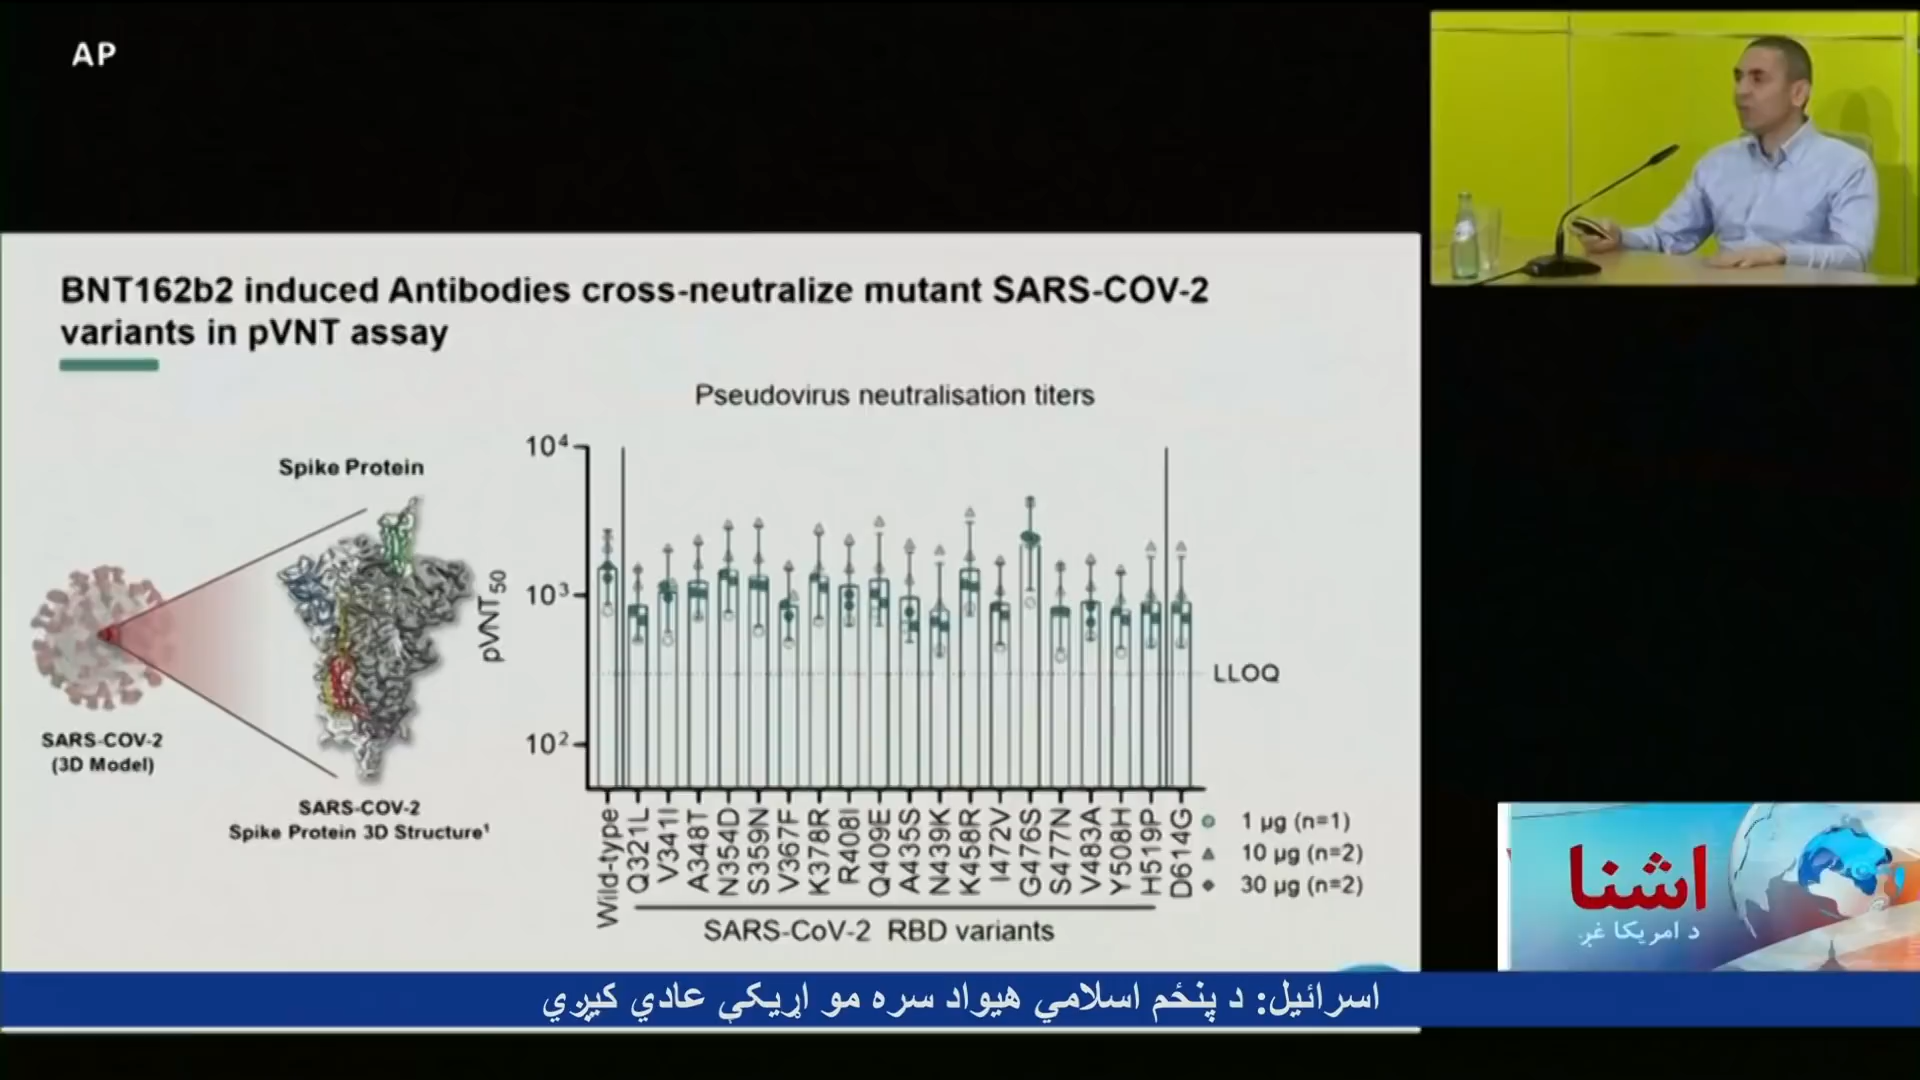 AP
BNT162b2 induced Antibodies cross-neutralize mutant SARS-COV-2
variants in pVNT assay
Pseudovirus neutralisation titers
Spike Protein
SARS-COV-2
(3D Model)
SARS-COV-2
Spike Protein 3D Structure¹
pVNT50
10⁴
10³
10²
LLOQ
Wild-type
Q321L
V341I
A348T
N354D
S359N
V367F
K378R
R408I
Q409E
A435S
N439K
K458R
I472V
G476S
S477N
V483A
Y508H
H519P
D614G
SARS-CoV-2 RBD variants
1 µg (n=1)
10 µg (n=2)
30 µg (n=2)
اشنا
د امریکا غږ
اسرائیل: د پنځم اسلامي هیواد سره مو اړیکې عادي کیږي